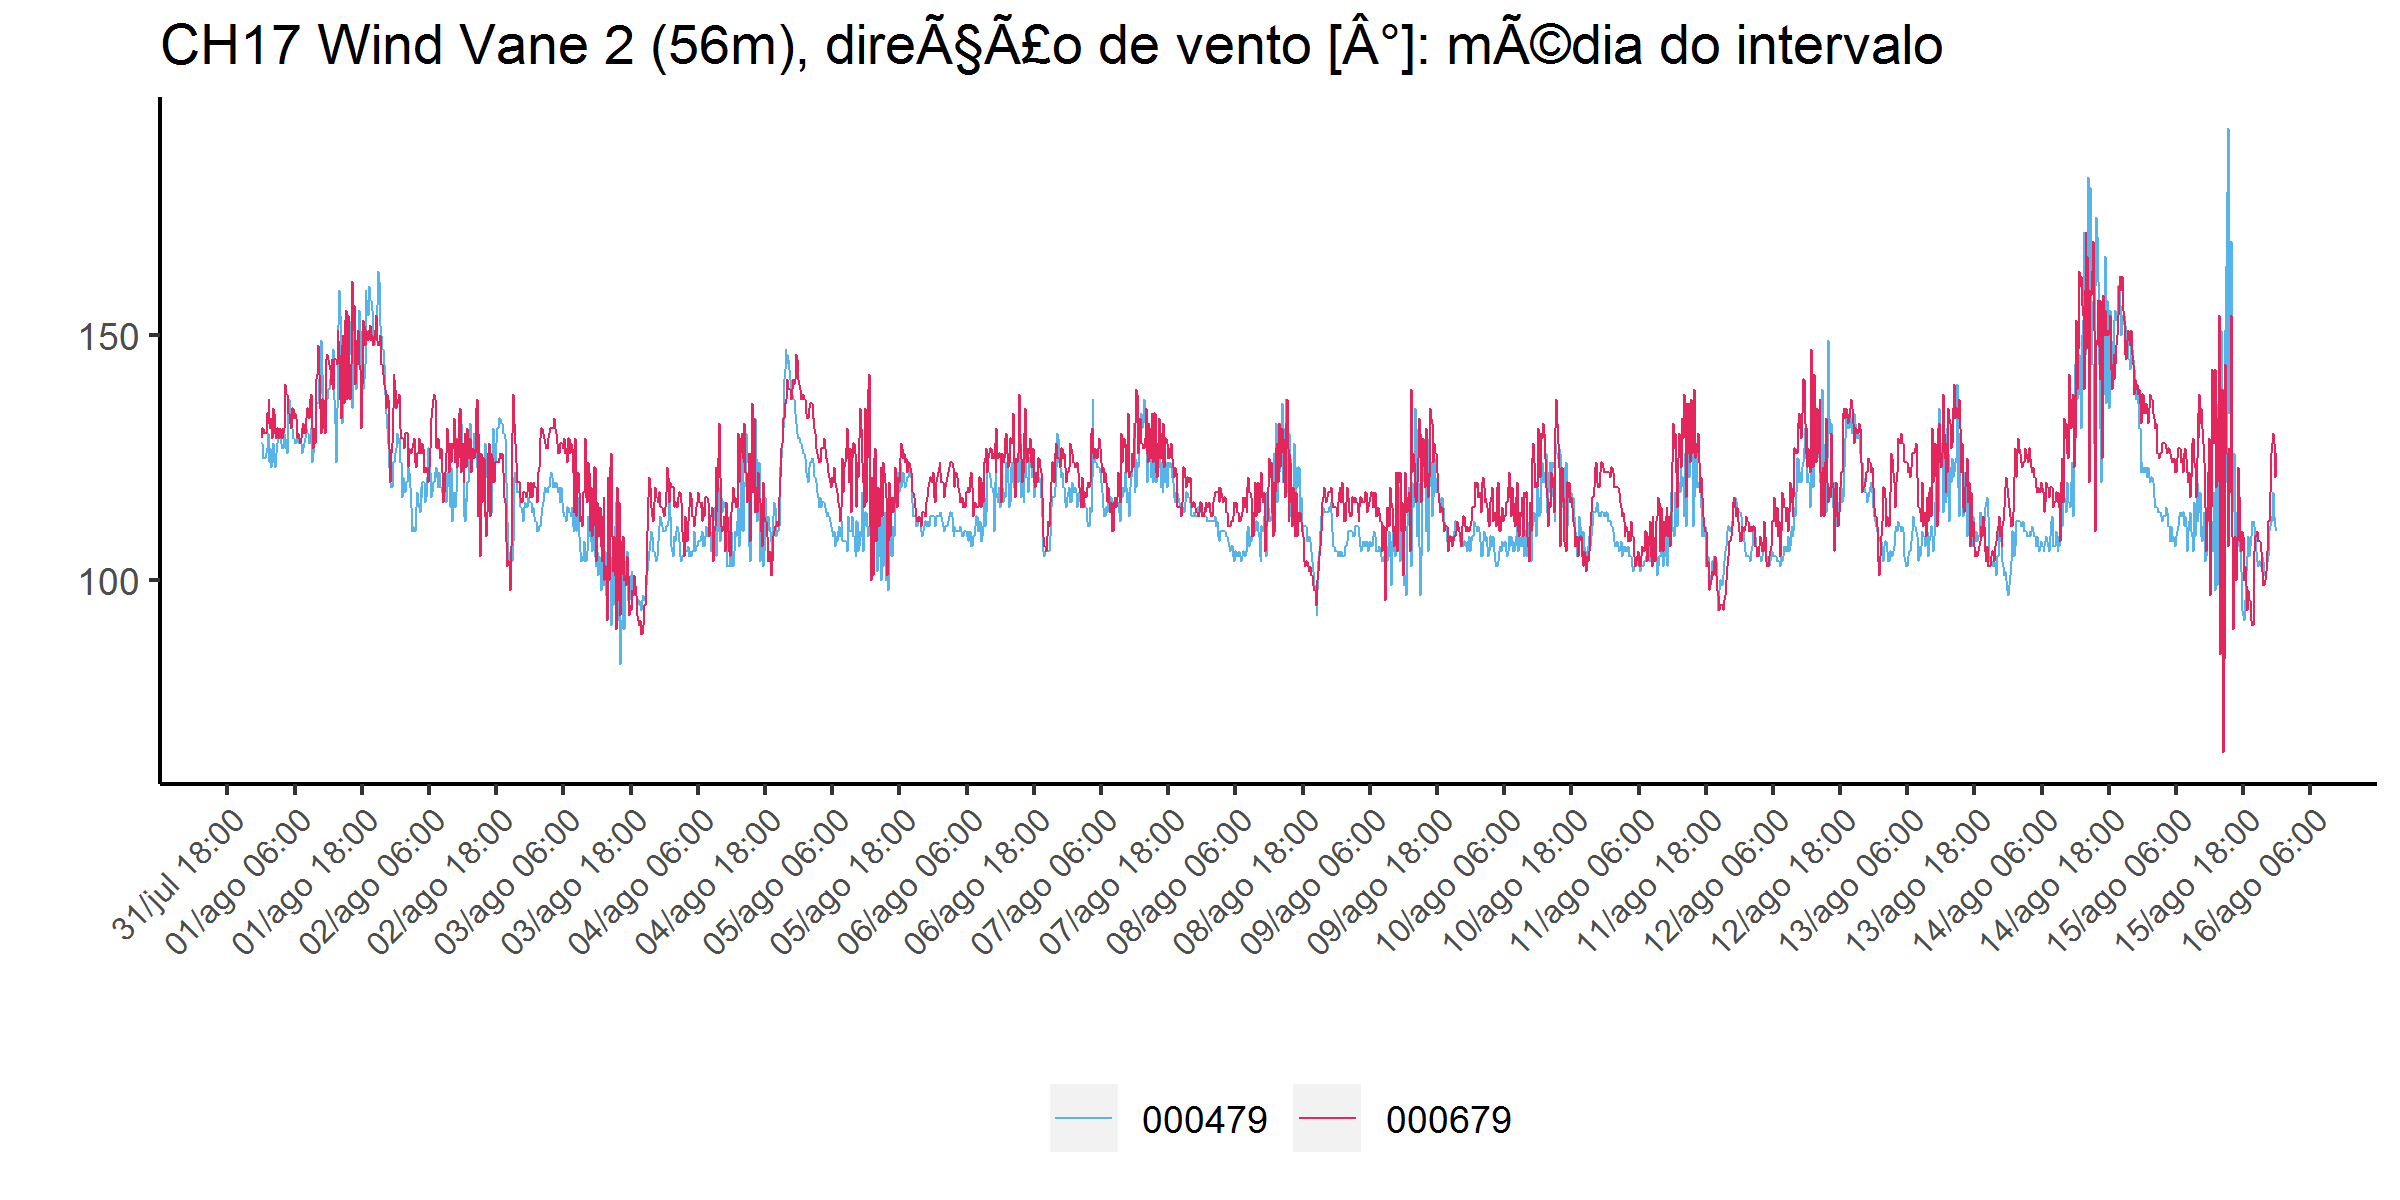 CH17 Wind Vane 2 (56m), direÃ§Ã£o de vento [Â°]: mÃ©dia do intervalo
150
100
31/jul 18:00
01/ago 06:00
01/ago 18:00
02/ago 06:00
02/ago 18:00
03/ago 06:00
03/ago 18:00
04/ago 06:00
04/ago 18:00
05/ago 06:00
05/ago 18:00
06/ago 06:00
06/ago 18:00
07/ago 06:00
07/ago 18:00
08/ago 06:00
08/ago 18:00
09/ago 06:00
09/ago 18:00
10/ago 06:00
10/ago 18:00
11/ago 06:00
11/ago 18:00
12/ago 06:00
12/ago 18:00
13/ago 06:00
13/ago 18:00
14/ago 06:00
14/ago 18:00
15/ago 06:00
15/ago 18:00
16/ago 06:00
000479
000679